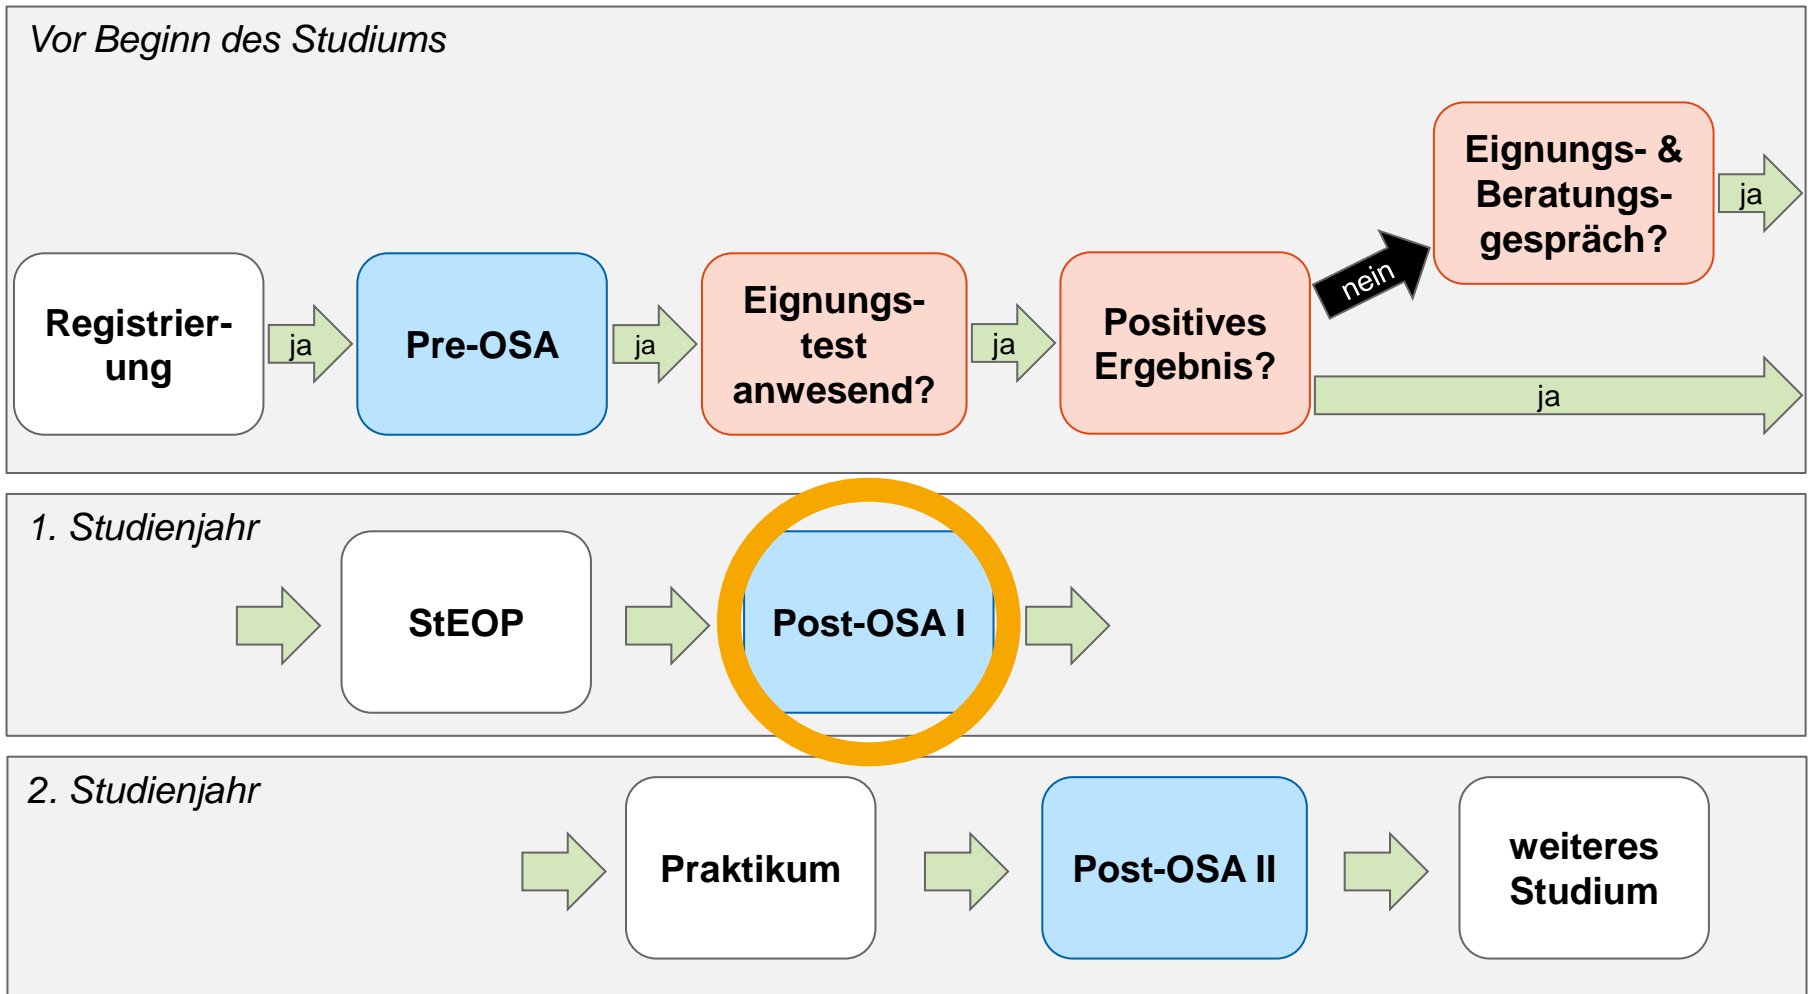 Vor Beginn des Studiums
Registrier-
ung
ja
Pre-OSA
ja
Eignungs-
test
anwesend?
ja
Positives
Ergebnis?
nein
Eignungs- &
Beratungs-
gespräch?
ja
ja
1. Studienjahr
StEOP
Post-OSA I
2. Studienjahr
Praktikum
Post-OSA II
weiteres
Studium